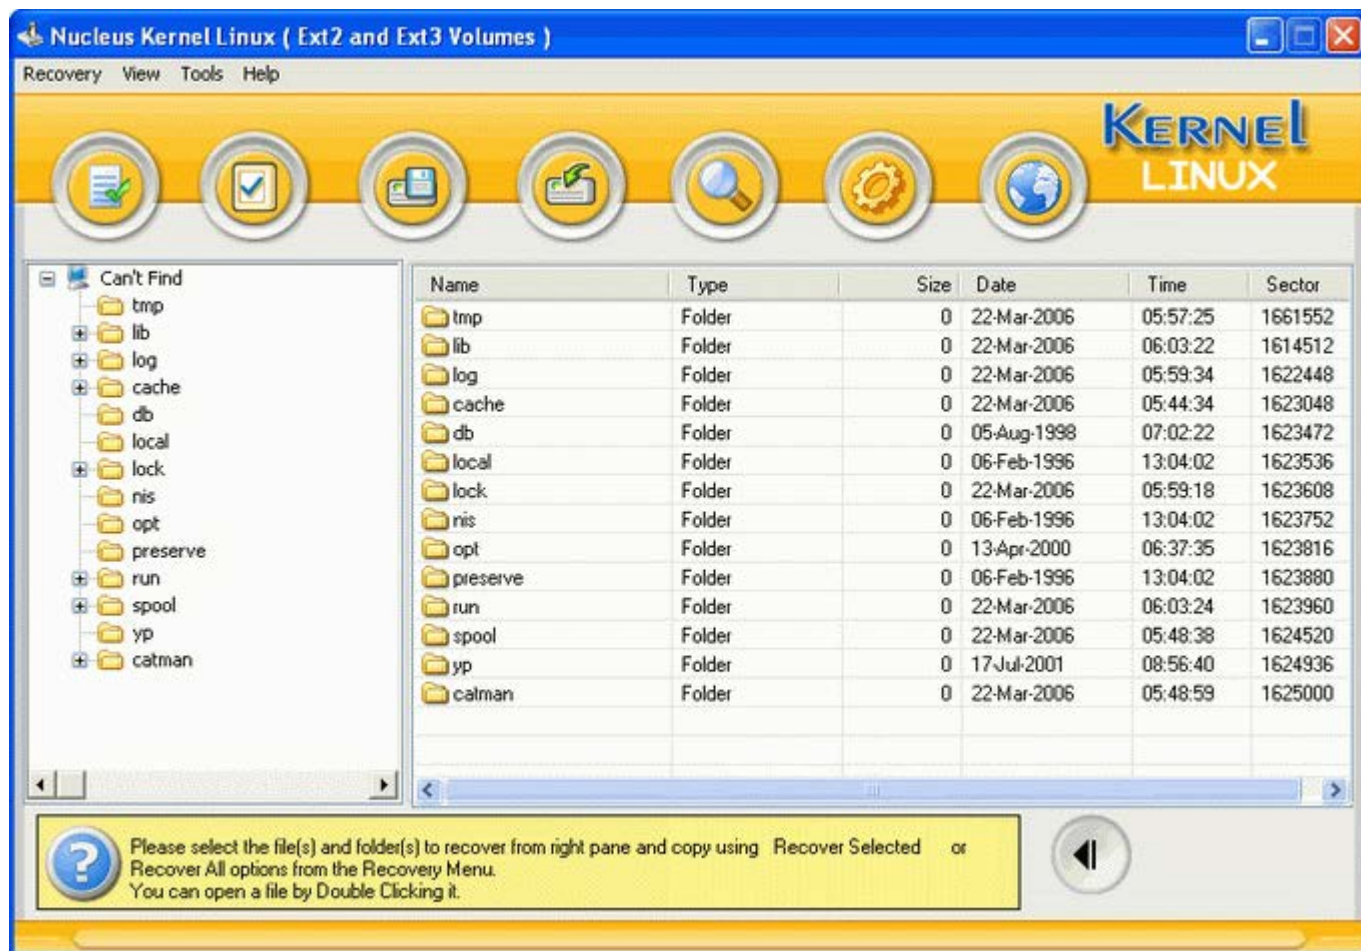 Nucleus Kernel Linux ( Ext2 and Ext3 Volumes )
Recovery View Tools Help
KERNEL
LINUX
Can't Find
tmp
lib
log
cache
db
local
lock
nis
opt
preserve
run
spool
yp
catman
Name Type Size Date Time Sector
tmp Folder 0 22-Mar-2006 05:57:25 1661552
lib Folder 0 22-Mar-2006 06:03:22 1614512
log Folder 0 22-Mar-2006 05:59:34 1622448
cache Folder 0 22-Mar-2006 05:44:34 1623048
db Folder 0 05-Aug-1998 07:02:22 1623472
local Folder 0 06-Feb-1996 13:04:02 1623536
lock Folder 0 22-Mar-2006 05:59:18 1623608
nis Folder 0 06-Feb-1996 13:04:02 1623752
opt Folder 0 13-Apr-2000 06:37:35 1623816
preserve Folder 0 06-Feb-1996 13:04:02 1623880
run Folder 0 22-Mar-2006 06:03:24 1623960
spool Folder 0 22-Mar-2006 05:48:38 1624520
yp Folder 0 17-Jul-2001 08:56:40 1624936
catman Folder 0 22-Mar-2006 05:48:59 1625000
Please select the file(s) and folder(s) to recover from right pane and copy using Recover Selected or
Recover All options from the Recovery Menu.
You can open a file by Double Clicking it.